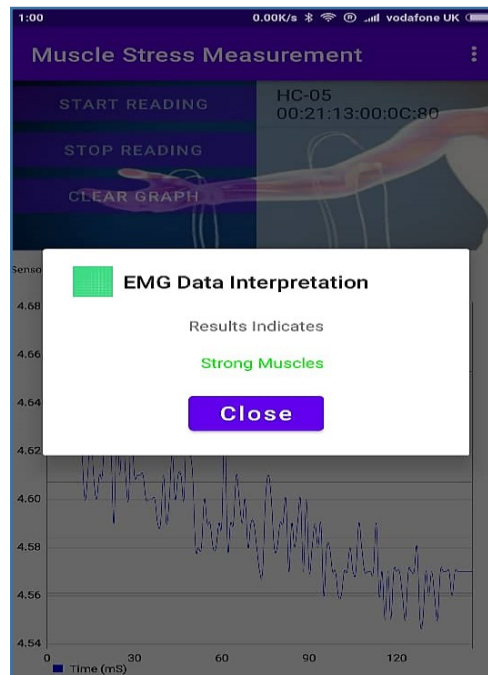 1:00
0.00K/s
vodafone UK
Muscle Stress Measurement
START READING
HC-05
00:21:13:00:0C:80
STOP READING
CLEAR GRAPH
Senso
EMG Data Interpretation
Results Indicates
Strong Muscles
Close
4.68
4.66
4.64
4.62
4.60
4.58
4.56
4.54
0
30
60
90
120
Time (mS)